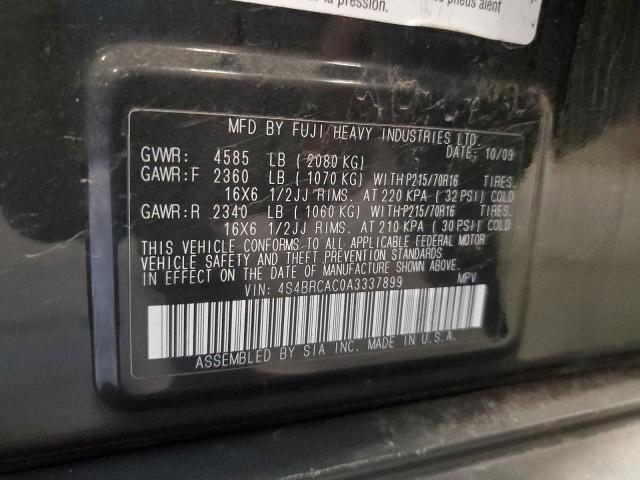 la pression.
pneus aient
MFD BY FUJI HEAVY INDUSTRIES LTD.
DATE: 10/09
GVWR: 4585 LB ( 2080 KG)
GAWR:F 2360 LB ( 1070 KG) WITH P215/70R16 TIRES.
16X6 1/2JJ RIMS. AT 220 KPA ( 32 PSI) COLD
GAWR:R 2340 LB ( 1060 KG) WITH P215/70R16 TIRES.
16X6 1/2JJ RIMS. AT 210 KPA ( 30 PSI) COLD
THIS VEHICLE CONFORMS TO ALL APPLICABLE FEDERAL MOTOR
VEHICLE SAFETY AND THEFT PREVENTION STANDARDS
IN EFFECT ON THE DATE OF MANUFACTURE SHOWN ABOVE.
VIN: 4S4BRCAC0A3337899 MPV
ASSEMBLED BY SIA INC. MADE IN U.S.A.